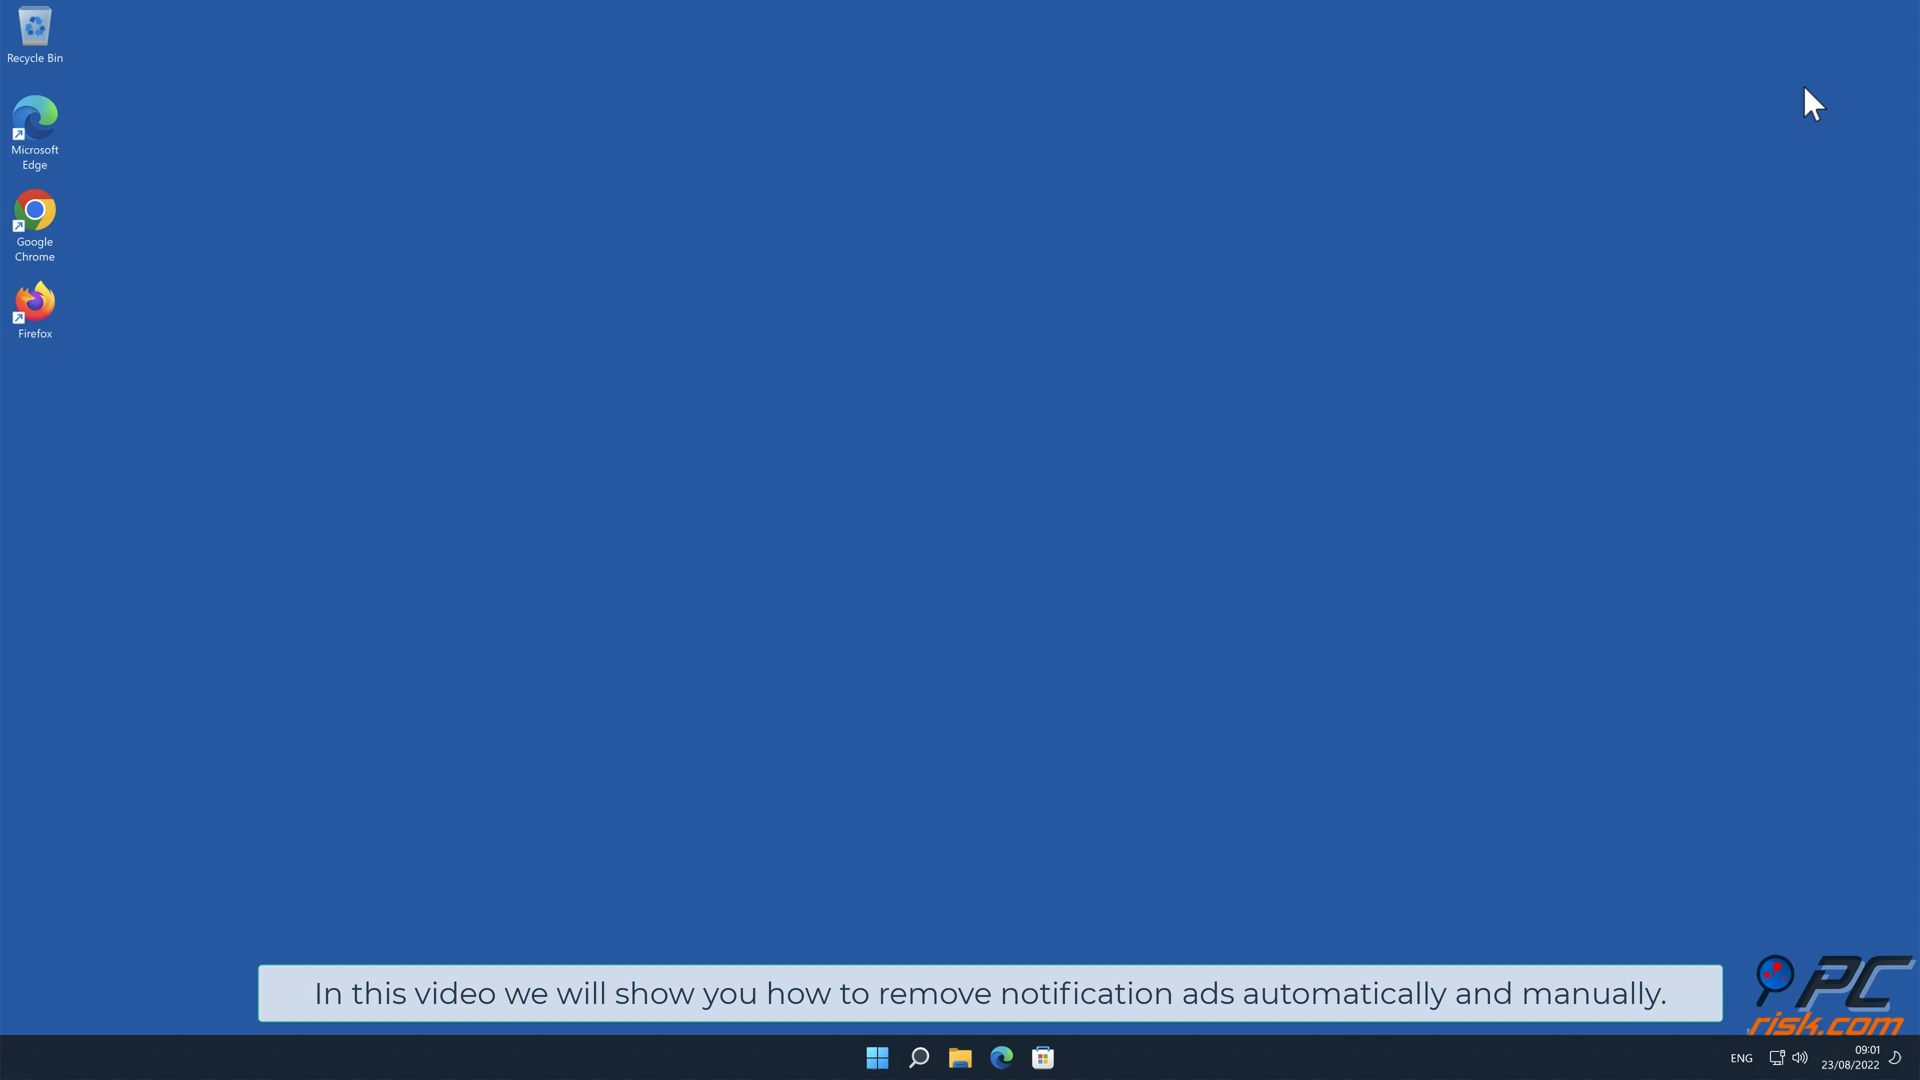 Recycle Bin
Microsoft
Edge
Google
Chrome
Firefox
In this video we will show you how to remove notification ads automatically and manually.
PC
risk.com
ENG
09:01
23/08/2022